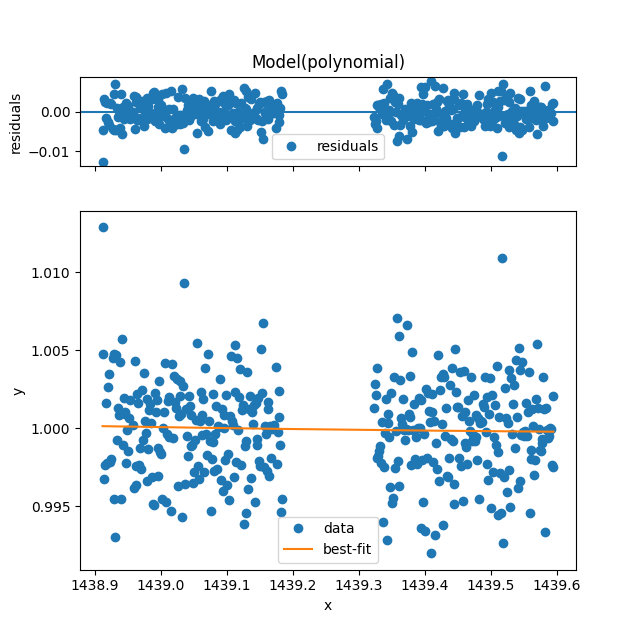 Model(polynomial)
residuals
0.00
−0.01
residuals
y
1.010
1.005
1.000
0.995
data
best-fit
1438.9 1439.0 1439.1 1439.2 1439.3 1439.4 1439.5 1439.6
x